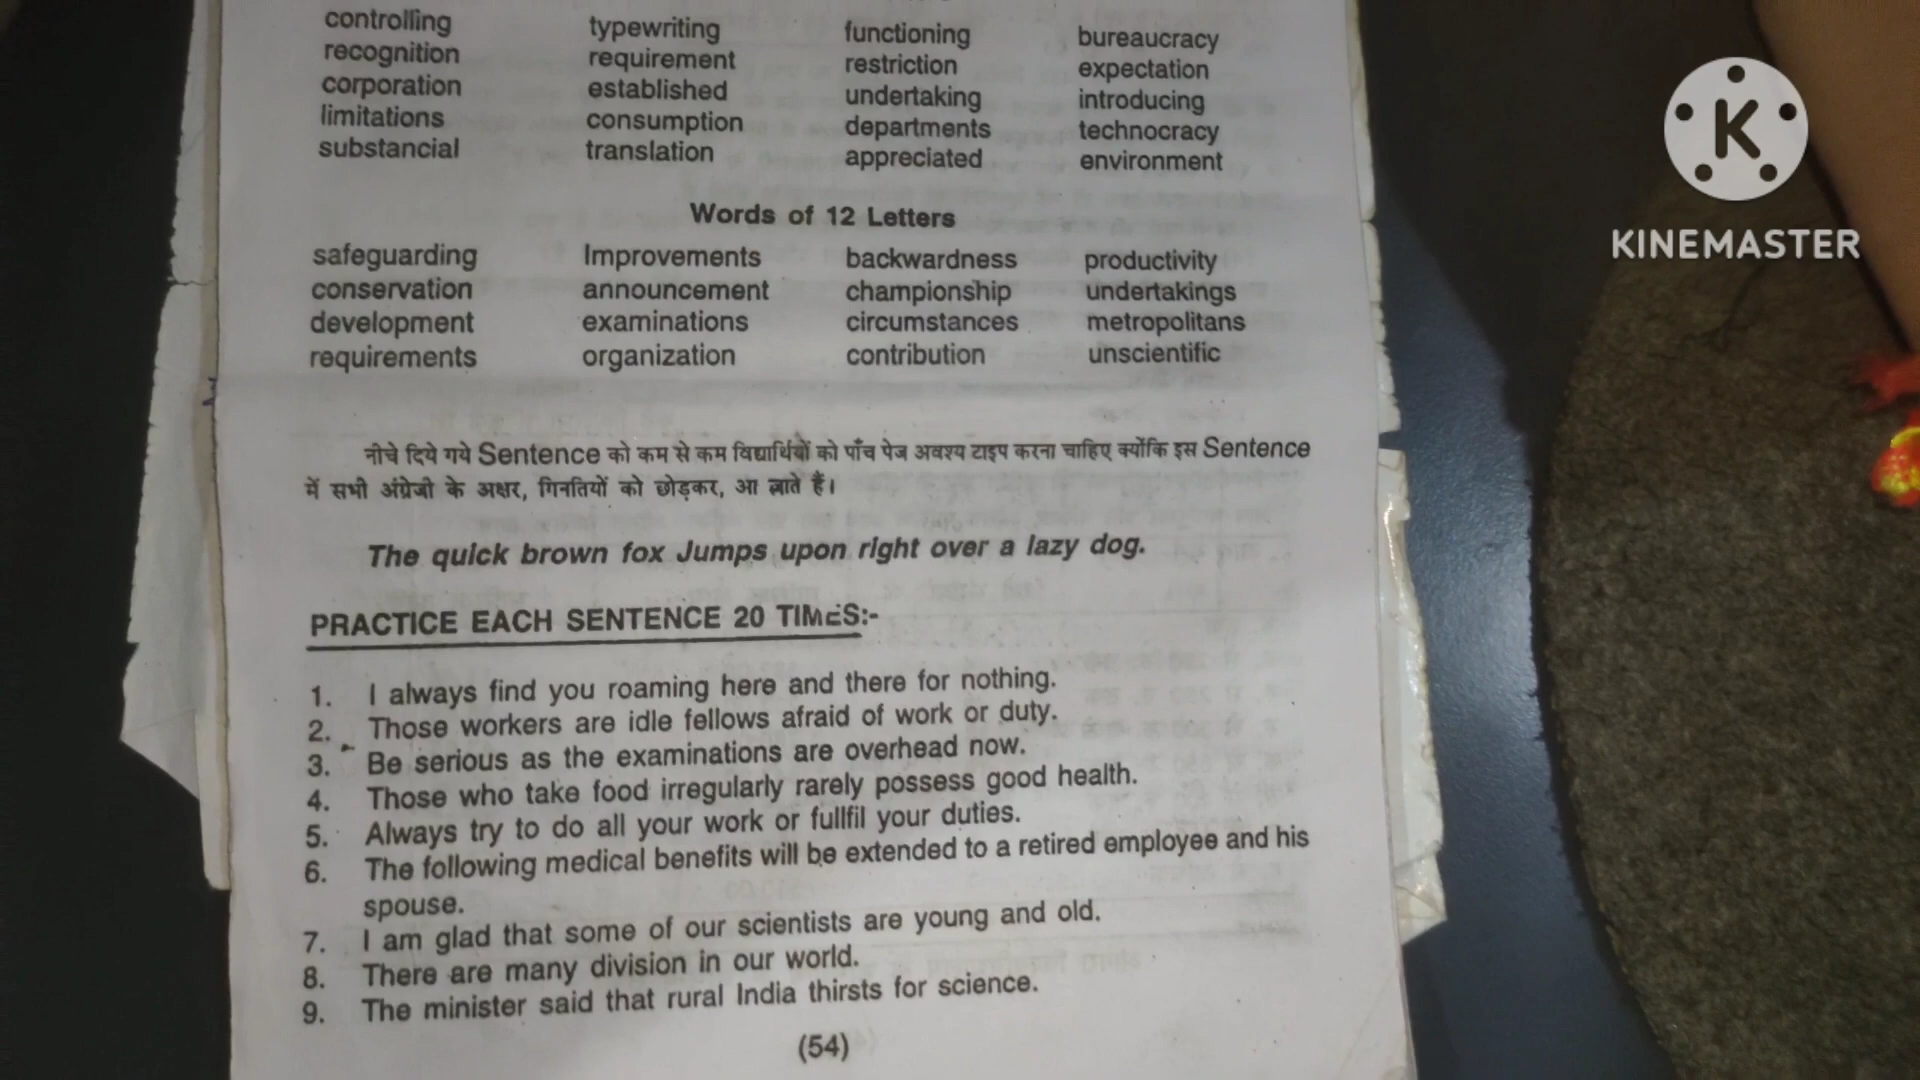 controlling typewriting functioning bureaucracy
recognition requirement restriction expectation
corporation established undertaking introducing
limitations consumption departments technocracy
substancial translation appreciated environment
Words of 12 Letters
safeguarding Improvements backwardness productivity
conservation announcement championship undertakings
development examinations circumstances metropolitans
requirements organization contribution unscientific
नीचे दिये गये Sentence को कम से कम विद्यार्थियों को पाँच पेज अवश्य टाइप करना चाहिए क्योंकि इस Sentence
में सभी अंग्रेजी के अक्षर, गिनतियों को छोड़कर, आ जाते हैं।
The quick brown fox Jumps upon right over a lazy dog.
PRACTICE EACH SENTENCE 20 TIMES:-
1. I always find you roaming here and there for nothing.
2. Those workers are idle fellows afraid of work or duty.
3. Be serious as the examinations are overhead now.
4. Those who take food irregularly rarely possess good health.
5. Always try to do all your work or fullfil your duties.
6. The following medical benefits will be extended to a retired employee and his
spouse.
7. I am glad that some of our scientists are young and old.
8. There are many division in our world.
9. The minister said that rural India thirsts for science.
(54)
K
KINEMASTER